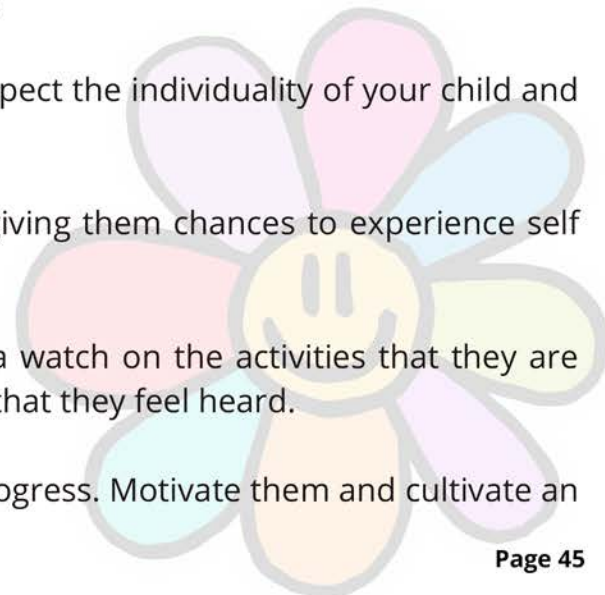 pect the individuality of your child and
iving them chances to experience self
a watch on the activities that they are
that they feel heard.
ogress. Motivate them and cultivate an
Page 45